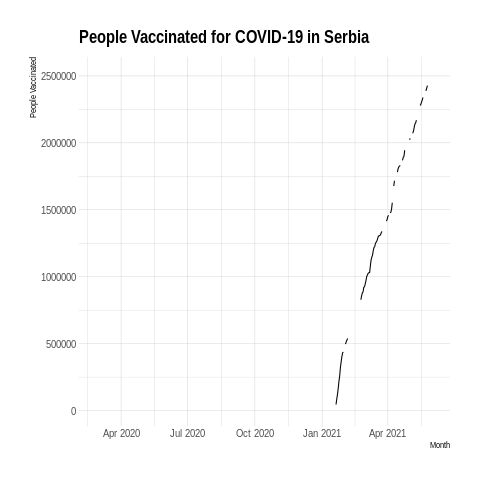 People Vaccinated for COVID-19 in Serbia
People Vaccinated
2500000
2000000
1500000
1000000
500000
0
Apr 2020 Jul 2020 Oct 2020 Jan 2021 Apr 2021
Month